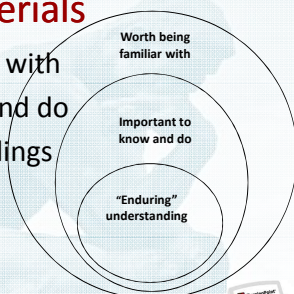 erials
with
nd do
lings
Worth being
familiar with
Important to
know and do
“Enduring”
understanding